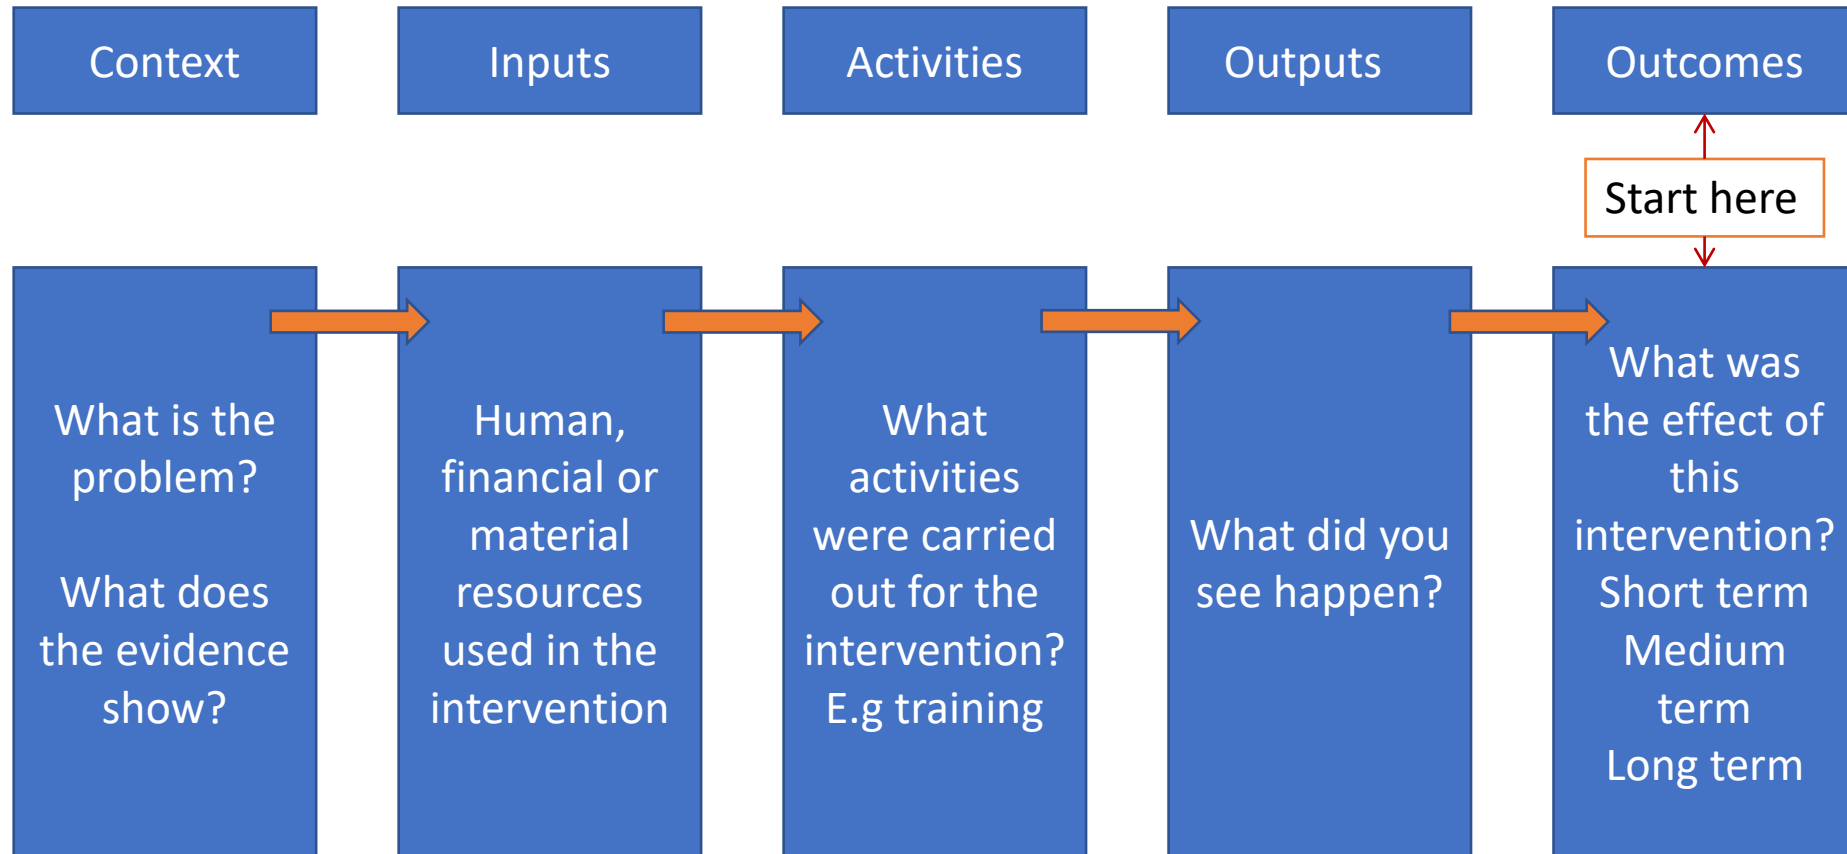 Context
Inputs
Activities
Outputs
Outcomes
Start here
What is the
problem?
What does
the evidence
show?
Human,
financial or
material
resources
used in the
intervention
What
activities
were carried
out for the
intervention?
E.g training
What did you
see happen?
What was
the effect of
this
intervention?
Short term
Medium
term
Long term